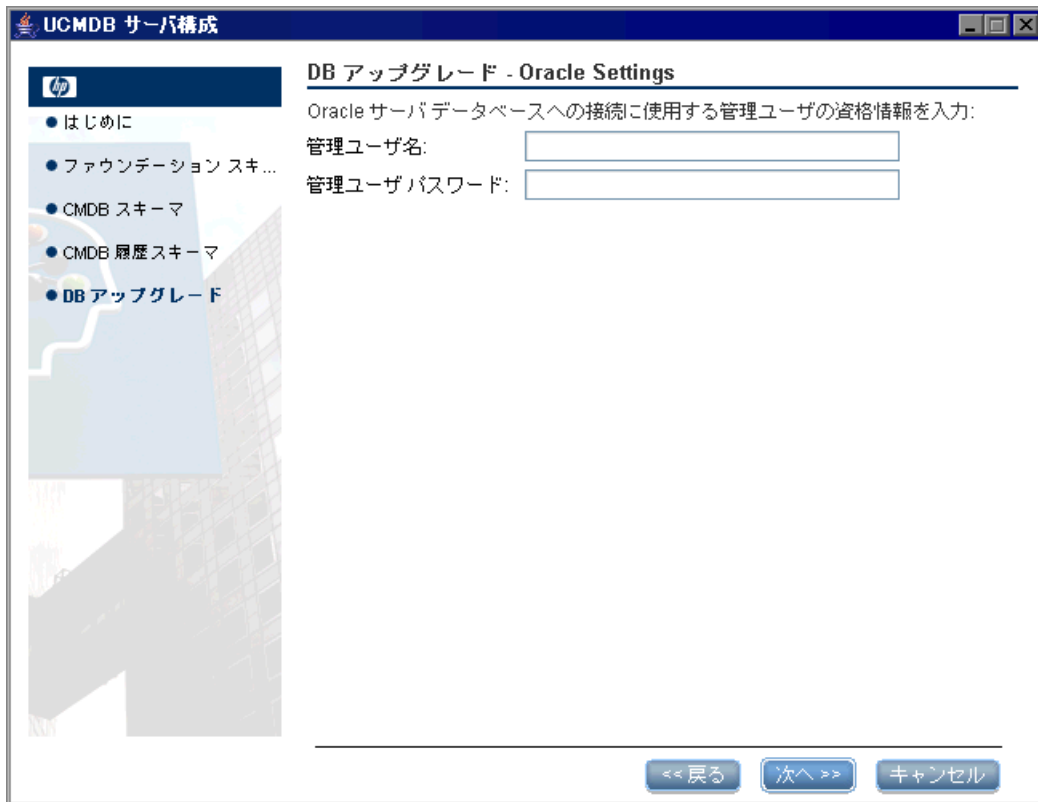 UCMDB サーバ構成
hp
はじめに
ファウンデーション スキ...
CMDB スキーマ
CMDB 履歴スキーマ
DB アップグレード
DB アップグレード - Oracle Settings
Oracle サーバ データベースへの接続に使用する管理ユーザの資格情報を入力:
管理ユーザ名:
管理ユーザ パスワード:
<< 戻る
次へ >>
キャンセル